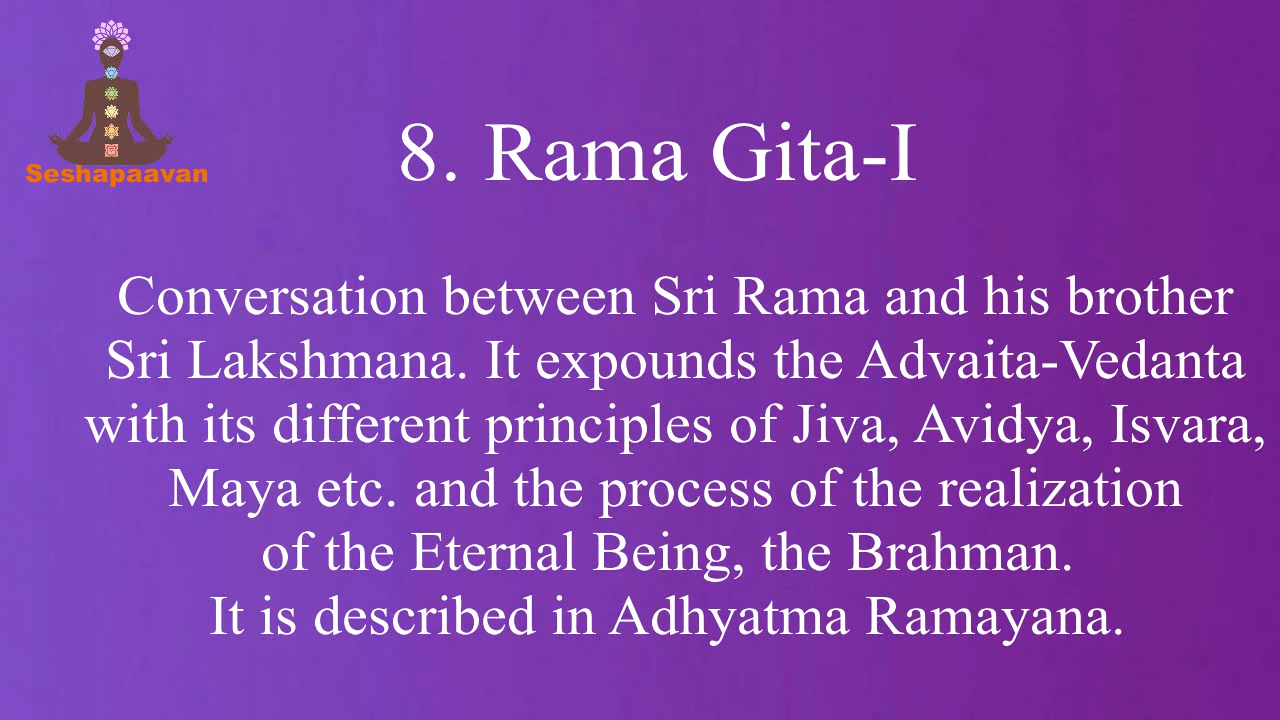 Seshapaavan
8. Rama Gita-I
Conversation between Sri Rama and his brother
Sri Lakshmana. It expounds the Advaita-Vedanta
with its different principles of Jiva, Avidya, Isvara,
Maya etc. and the process of the realization
of the Eternal Being, the Brahman.
It is described in Adhyatma Ramayana.